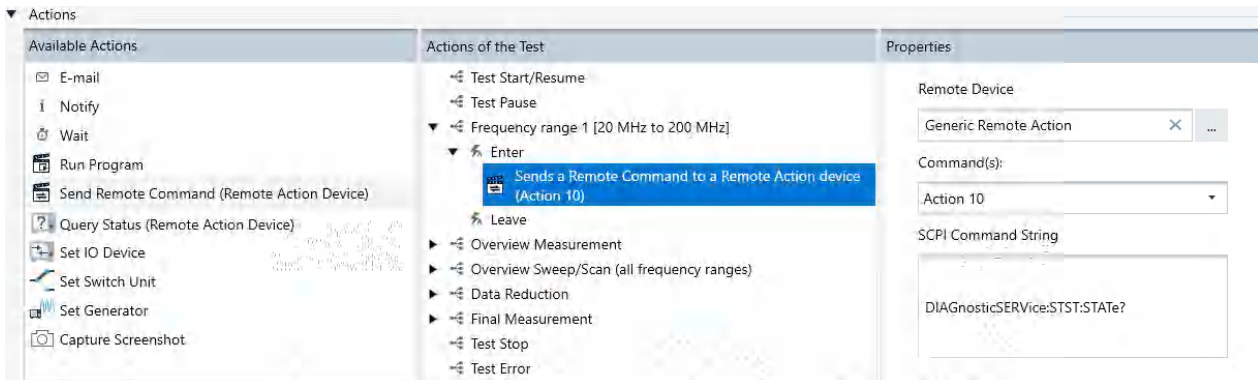 Actions
Available Actions
E-mail
Notify
Wait
Run Program
Send Remote Command (Remote Action Device)
Query Status (Remote Action Device)
Set IO Device
Set Switch Unit
Set Generator
Capture Screenshot
Actions of the Test
Test Start/Resume
Test Pause
Frequency range 1 [20 MHz to 200 MHz]
Enter
Sends a Remote Command to a Remote Action device
(Action 10)
Leave
Overview Measurement
Overview Sweep/Scan (all frequency ranges)
Data Reduction
Final Measurement
Test Stop
Test Error
Properties
Remote Device
Generic Remote Action
...
Command(s):
Action 10
SCPI Command String
DIAGnosticSERVice:STST:STATe?